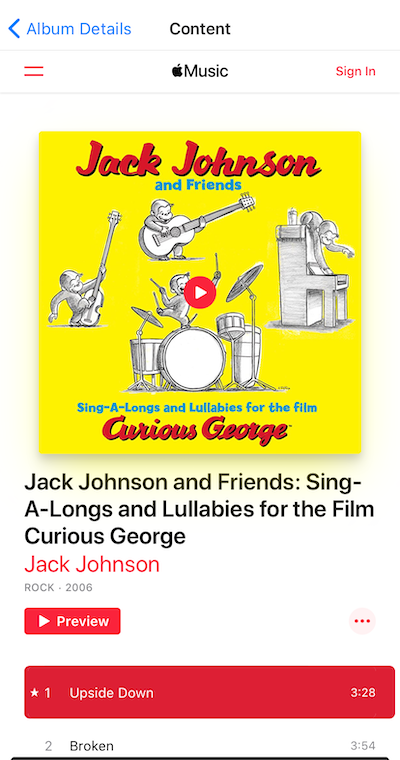 Album Details
Content
Music
Sign In
Jack Johnson
and Friends
Sing-A-Longs and Lullabies for the film
Curious George
Jack Johnson and Friends: Sing-
A-Longs and Lullabies for the Film
Curious George
Jack Johnson
ROCK · 2006
Preview
★ 1 Upside Down 3:28
2 Broken 3:54